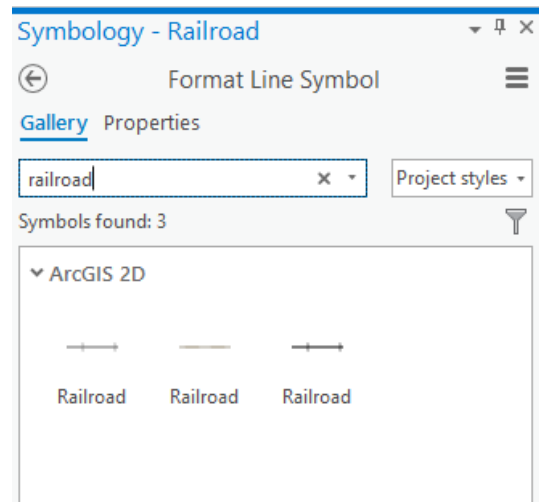 Symbology - Railroad
Format Line Symbol
Gallery Properties
railroad
Project styles
Symbols found: 3
ArcGIS 2D
Railroad Railroad Railroad